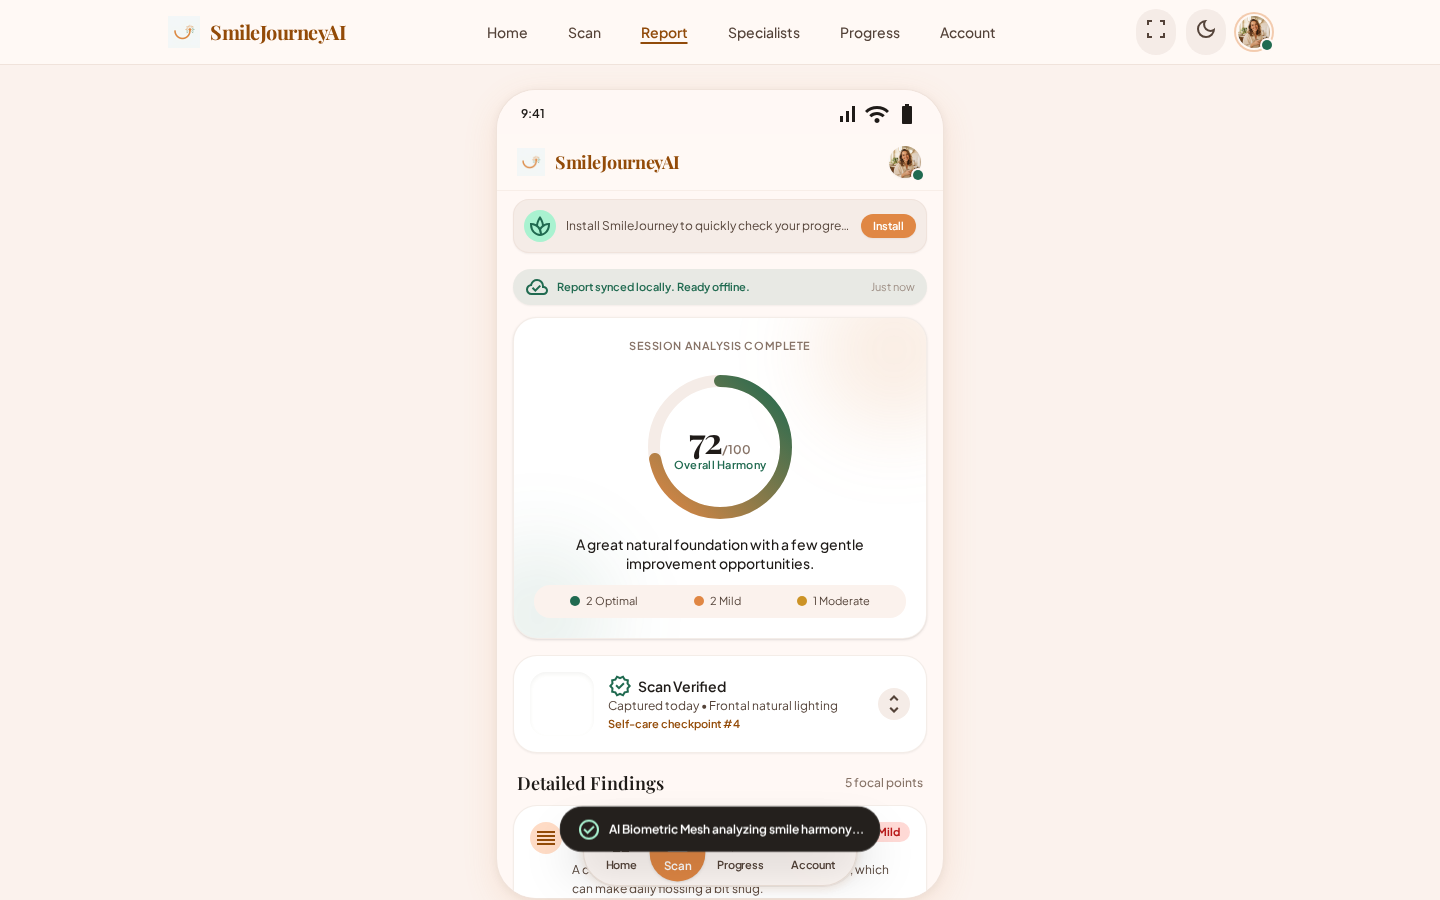 SmileJourneyAI
Home
Scan
Report
Specialists
Progress
Account
9:41
SmileJourneyAI
Install SmileJourney to quickly check your progre...
Install
Report synced locally. Ready offline.
Just now
SESSION ANALYSIS COMPLETE
72/100
Overall Harmony
A great natural foundation with a few gentle
improvement opportunities.
2 Optimal
2 Mild
1 Moderate
Scan Verified
Captured today • Frontal natural lighting
Self-care checkpoint #4
Detailed Findings
5 focal points
AI Biometric Mesh analyzing smile harmony...
Mild
Home
Scan
Progress
Account
, which
can make daily flossing a bit snug.